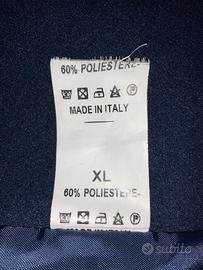 60% POLIESTERE-
MADE IN ITALY
XL
60% POLIESTERE-
subito